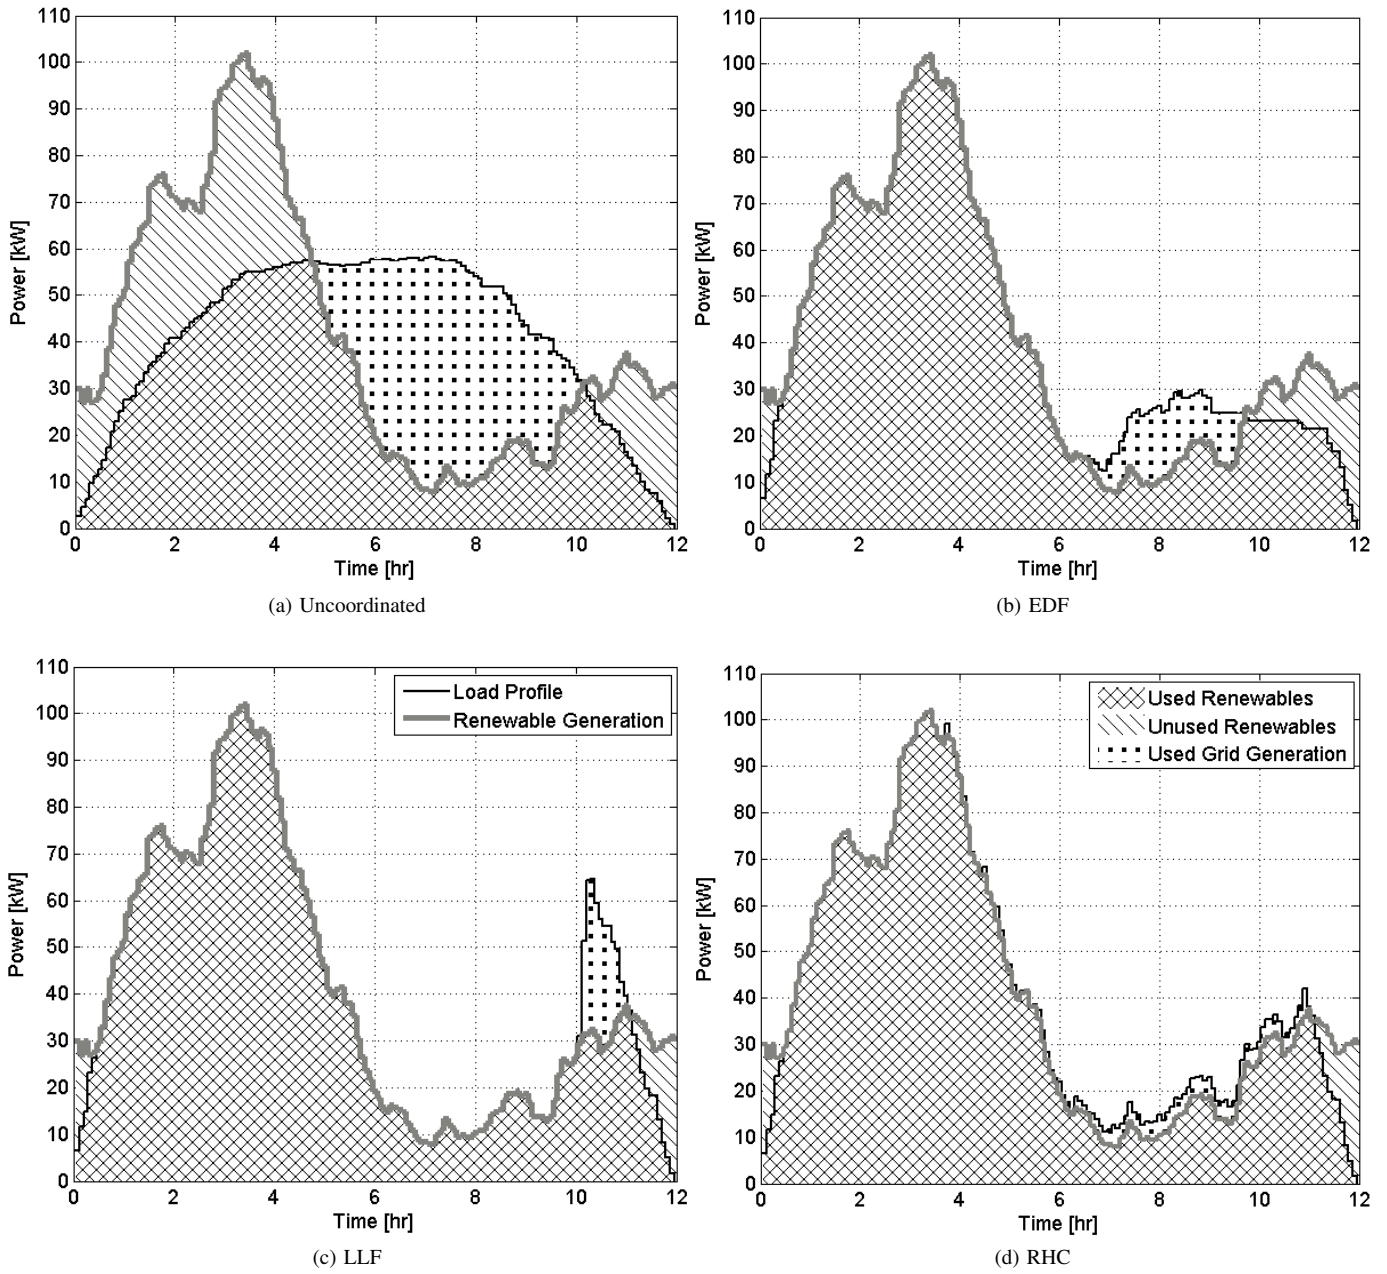 110
100
90
80
70
60
50
40
30
20
10
0
Power [kW]
0 2 4 6 8 10 12
Time [hr]
(a) Uncoordinated
110
100
90
80
70
60
50
40
30
20
10
0
Power [kW]
0 2 4 6 8 10 12
Time [hr]
(b) EDF
110
100
90
80
70
60
50
40
30
20
10
0
Power [kW]
Load Profile
Renewable Generation
0 2 4 6 8 10 12
Time [hr]
(c) LLF
110
100
90
80
70
60
50
40
30
20
10
0
Power [kW]
Used Renewables
Unused Renewables
Used Grid Generation
0 2 4 6 8 10 12
Time [hr]
(d) RHC